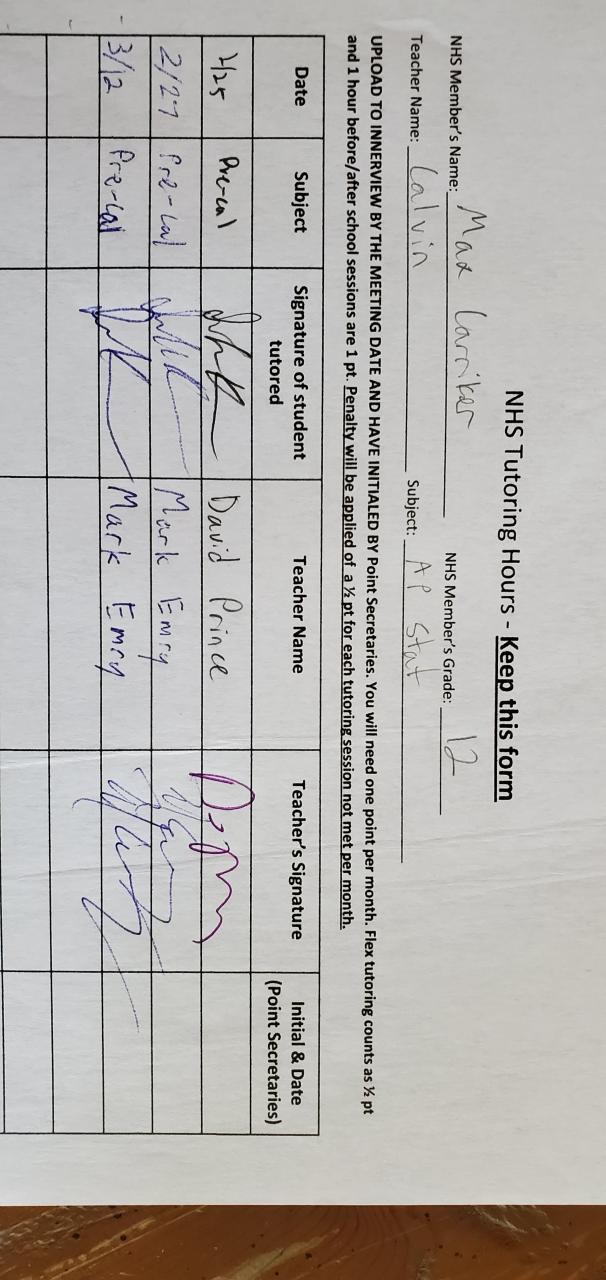 NHS Tutoring Hours - Keep this form
NHS Member's Name: Max Carriker NHS Member's Grade: 12
Teacher Name: Calvin Subject: AP Stat
UPLOAD TO INNERVIEW BY THE MEETING DATE AND HAVE INITIALED BY Point Secretaries. You will need one point per month. Flex tutoring counts as ½ pt
and 1 hour before/after school sessions are 1 pt. Penalty will be applied of a ½ pt for each tutoring session not met per month.
Date Subject Signature of student tutored Teacher Name Teacher's Signature Initial & Date (Point Secretaries)
2/25 Pre-cal David Prince
2/27 Pre-cal Mark Emry
3/12 Pre-cal Mark Emry